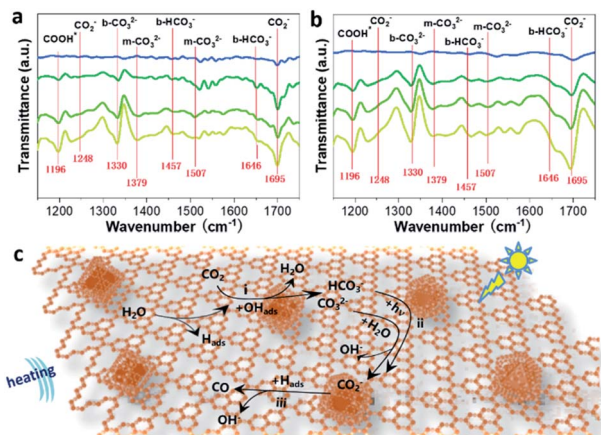 a
COOH* CO₂⁻ b-CO₃²⁻ m-CO₃²⁻ b-HCO₃⁻ m-CO₃²⁻ b-HCO₃⁻ CO₂⁻
Transmittance (a.u.)
1196 1248 1330 1379 1457 1507 1646 1695
1200 1300 1400 1500 1600 1700
Wavenumber (cm⁻¹)
b
COOH* CO₂⁻ b-CO₃²⁻ m-CO₃²⁻ b-HCO₃⁻ m-CO₃²⁻ b-HCO₃⁻ CO₂⁻
Transmittance (a.u.)
1196 1248 1330 1379 1457 1507 1646 1695
1200 1300 1400 1500 1600 1700
Wavenumber (cm⁻¹)
c
CO₂ i H₂O
H₂O +OH_ads HCO₃⁻
H_ads CO₃²⁻ +hν ii
+H₂O
OH⁻
heating
CO +H_ads CO₂⁻
OH⁻ iii